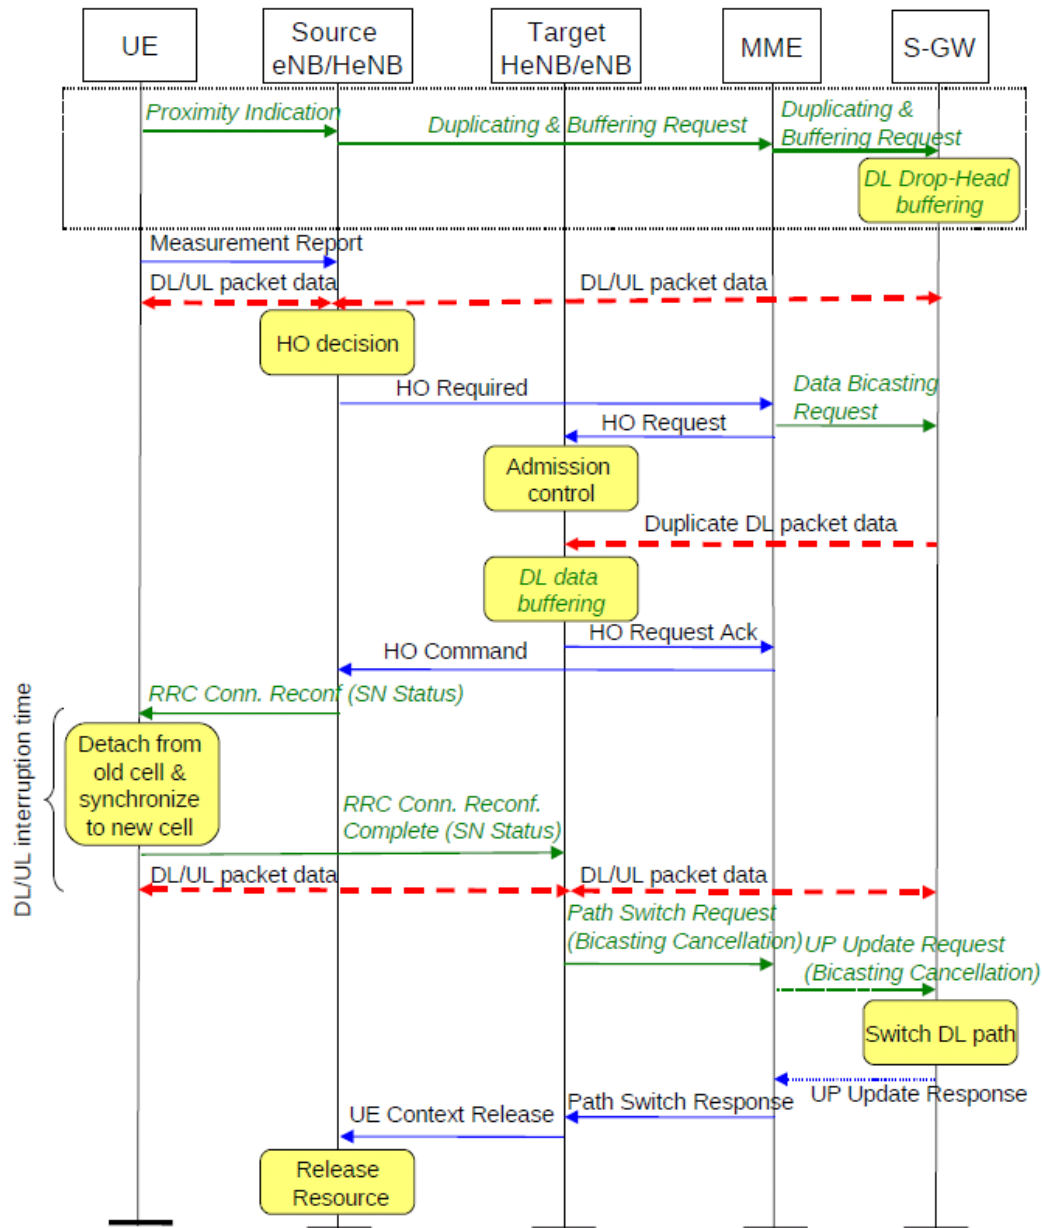 UE
Source
eNB/HeNB
Target
HeNB/eNB
MME
S-GW
Proximity Indication
Duplicating & Buffering Request
Duplicating &
Buffering Request
DL Drop-Head
buffering
Measurement Report
DL/UL packet data
DL/UL packet data
HO decision
HO Required
Data Bicasting
Request
HO Request
Admission
control
Duplicate DL packet data
DL data
buffering
HO Request Ack
HO Command
RRC Conn. Reconf (SN Status)
DL/UL interruption time
Detach from
old cell &
synchronize
to new cell
RRC Conn. Reconf.
Complete (SN Status)
DL/UL packet data
DL/UL packet data
Path Switch Request
(Bicasting Cancellation)
UP Update Request
(Bicasting Cancellation)
Switch DL path
UP Update Response
Path Switch Response
UE Context Release
Release
Resource